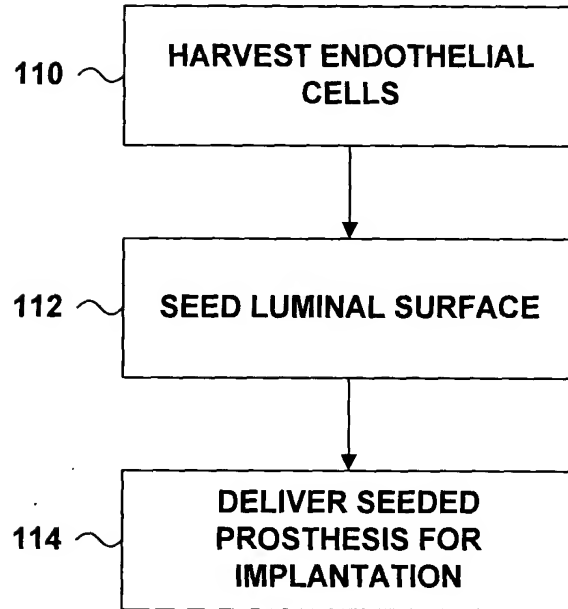 110
HARVEST ENDOTHELIAL
CELLS
112
SEED LUMINAL SURFACE
114
DELIVER SEEDED
PROSTHESIS FOR
IMPLANTATION